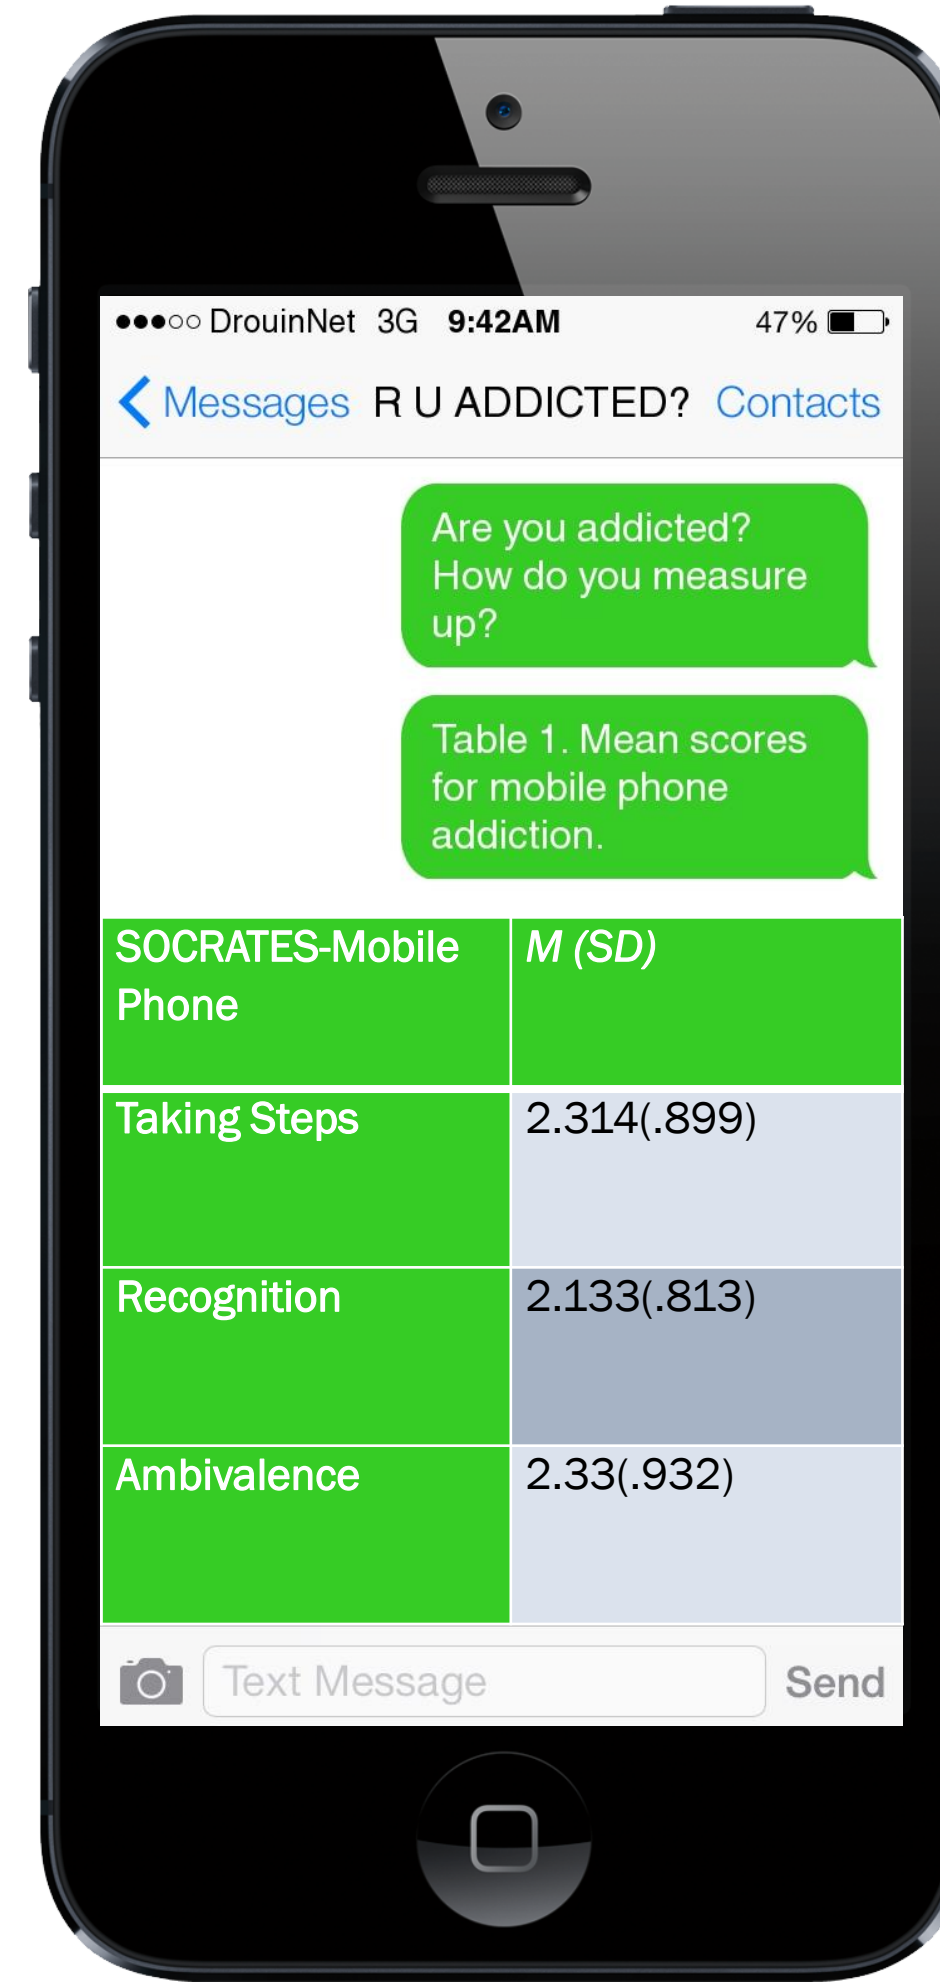 ●●●○○ DrouinNet 3G 9:42AM 47%
Messages R U ADDICTED? Contacts
Are you addicted?
How do you measure
up?
Table 1. Mean scores
for mobile phone
addiction.
SOCRATES-Mobile M (SD)
Phone
Taking Steps 2.314(.899)
Recognition 2.133(.813)
Ambivalence 2.33(.932)
Text Message Send